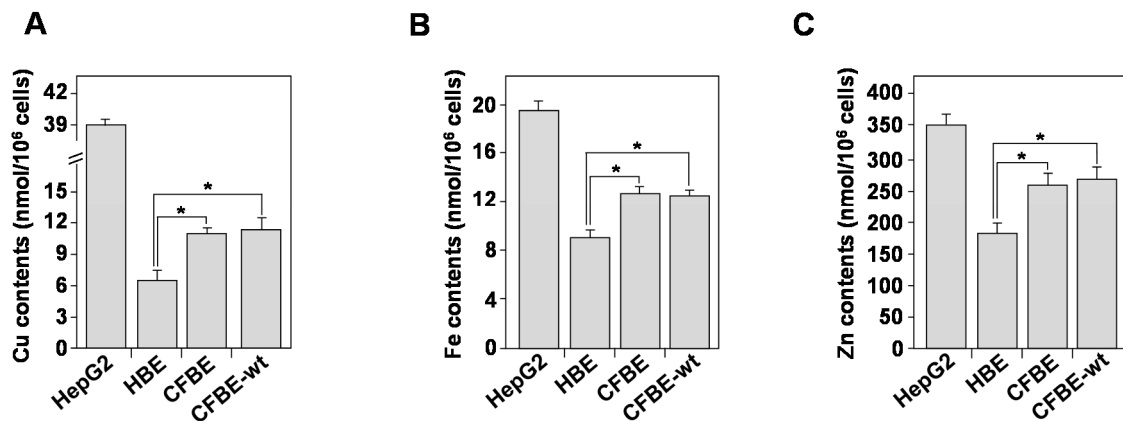 A
Cu contents (nmol/10⁶ cells)
42
39
15
12
9
6
3
0
*
*
HepG2
HBE
CFBE
CFBE-wt
B
Fe contents (nmol/10⁶ cells)
20
16
12
8
4
0
*
*
HepG2
HBE
CFBE
CFBE-wt
C
Zn contents (nmol/10⁶ cells)
400
350
300
250
200
150
100
50
0
*
*
HepG2
HBE
CFBE
CFBE-wt